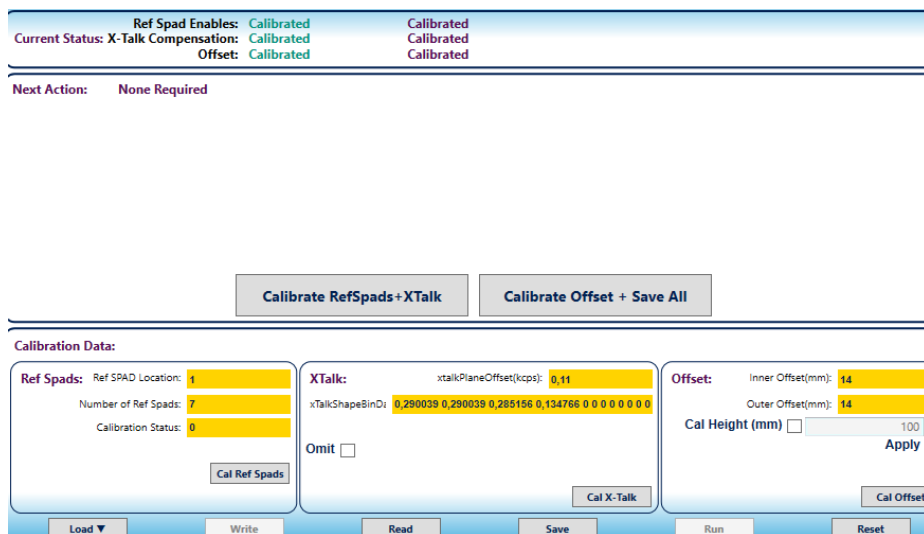 Ref Spad Enables: Calibrated Calibrated
Current Status: X-Talk Compensation: Calibrated Calibrated
Offset: Calibrated Calibrated
Next Action: None Required
Calibrate RefSpads+XTalk Calibrate Offset + Save All
Calibration Data:
Ref Spads: Ref SPAD Location: 1
Number of Ref Spads: 7
Calibration Status: 0
Cal Ref Spads
XTalk: xtalkPlaneOffset(kcps): 0,11
xTalkShapeBinDa 0,290039 0,290039 0,285156 0,134766 0 0 0 0 0 0 0 0
Omit
Cal X-Talk
Offset: Inner Offset(mm): 14
Outer Offset(mm): 14
Cal Height (mm) 100
Apply
Cal Offset
Load ▼ Write Read Save Run Reset